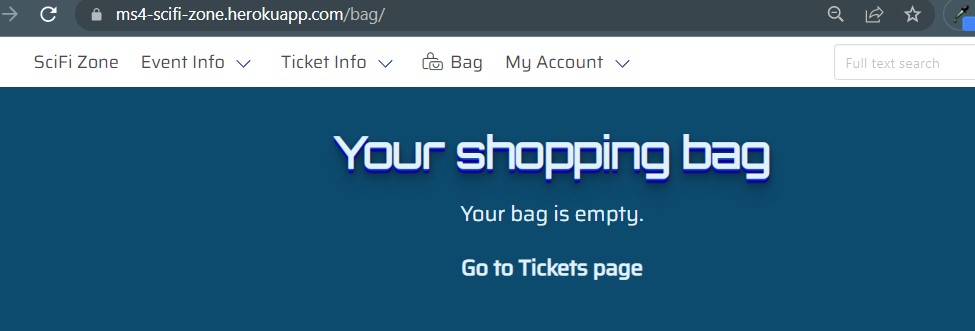 ms4-scifi-zone.herokuapp.com/bag/
SciFi Zone Event Info Ticket Info Bag My Account Full text search
Your shopping bag
Your bag is empty.
Go to Tickets page